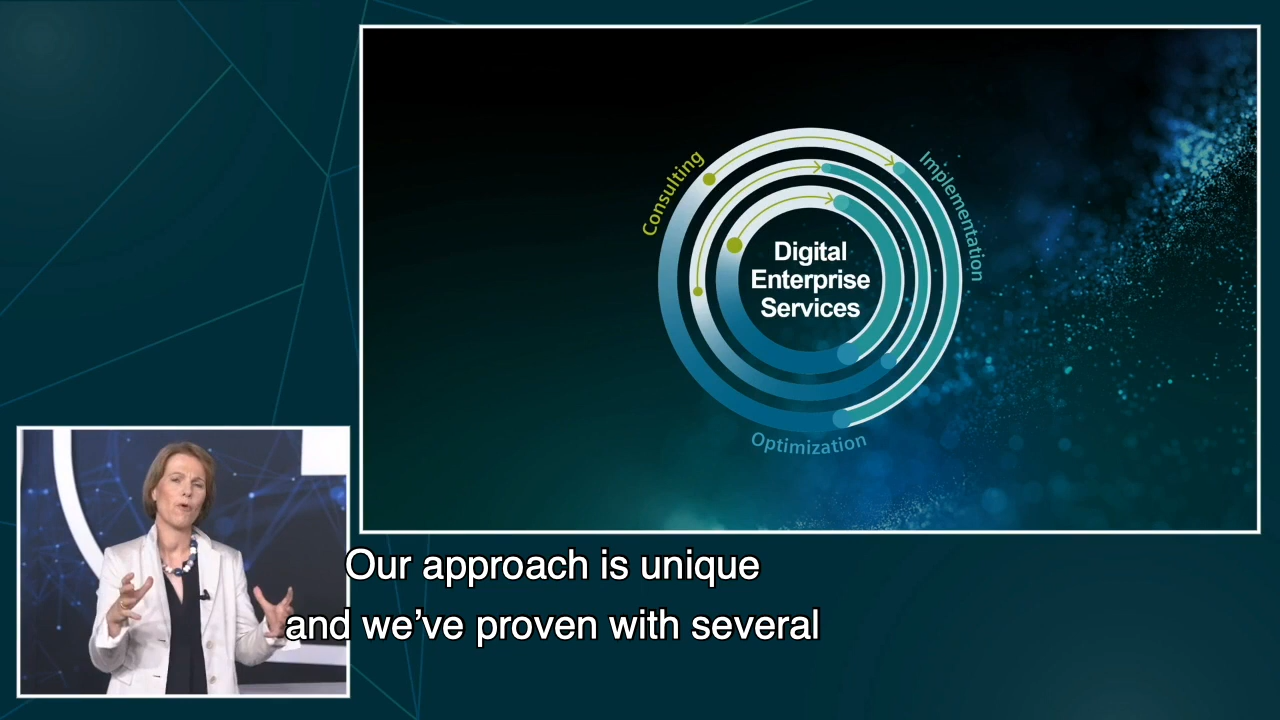 Consulting
Implementation
Digital
Enterprise
Services
Optimization
Our approach is unique
and we’ve proven with several